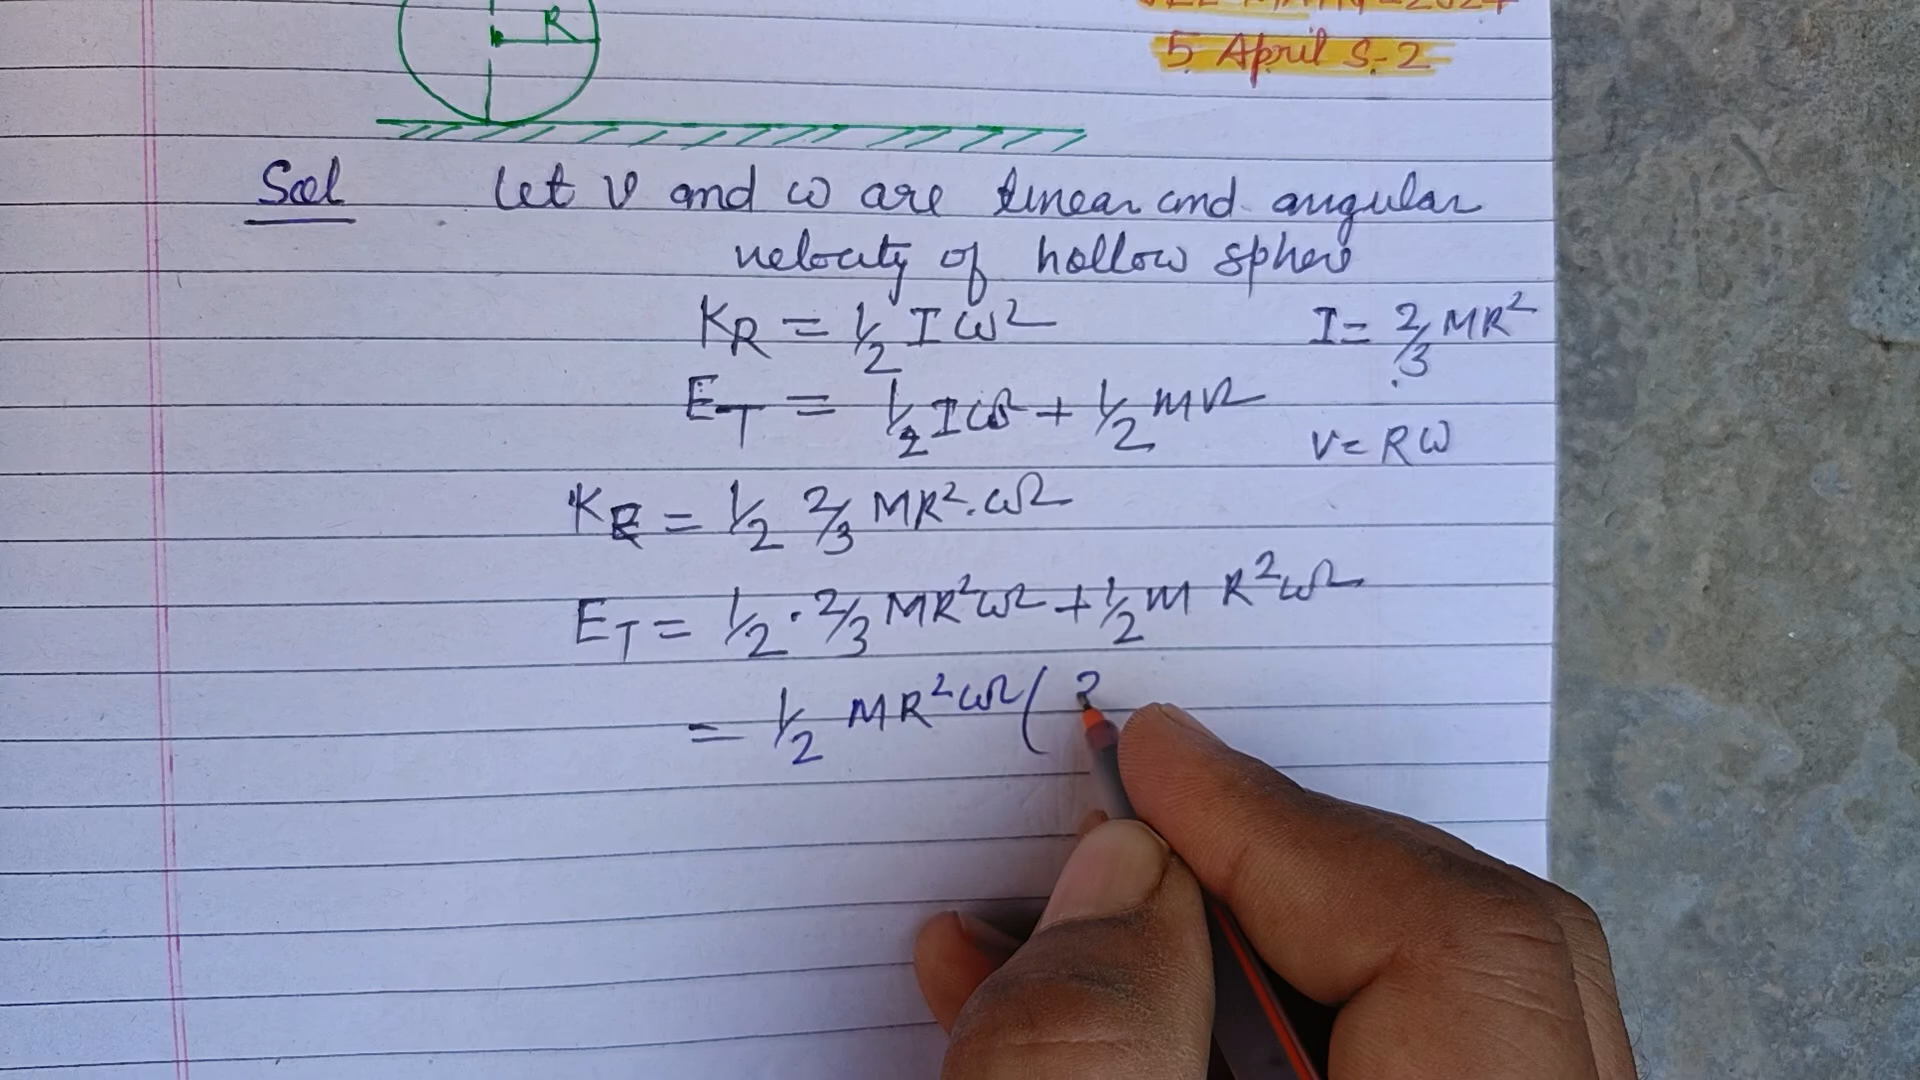 R
5 April S-2
Sol Let V and ω are linear and angular
velocity of hollow sphere
KR = 1/2 I ω2 I = 2/3 MR2
ET = 1/2 Iω2 + 1/2 MV2
V = Rω
KR = 1/2 2/3 MR2.ω2
ET = 1/2 . 2/3 MR2ω2 + 1/2 M R2ω2
= 1/2 MR2ω2 ( 2